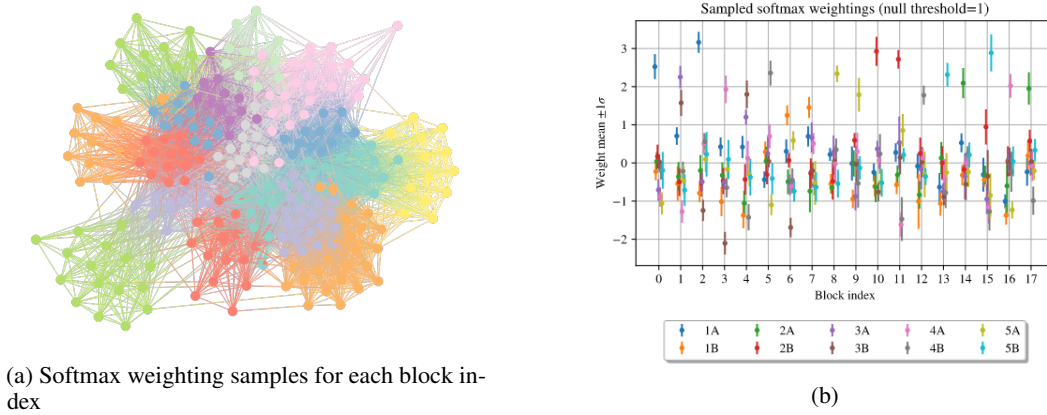 (a) Softmax weighting samples for each block in-
dex
Sampled softmax weightings (null threshold=1)
Weight mean ±1σ
3
2
1
0
−1
−2
0 1 2 3 4 5 6 7 8 9 10 11 12 13 14 15 16 17
Block index
1A 2A 3A 4A 5A
1B 2B 3B 4B 5B
(b)